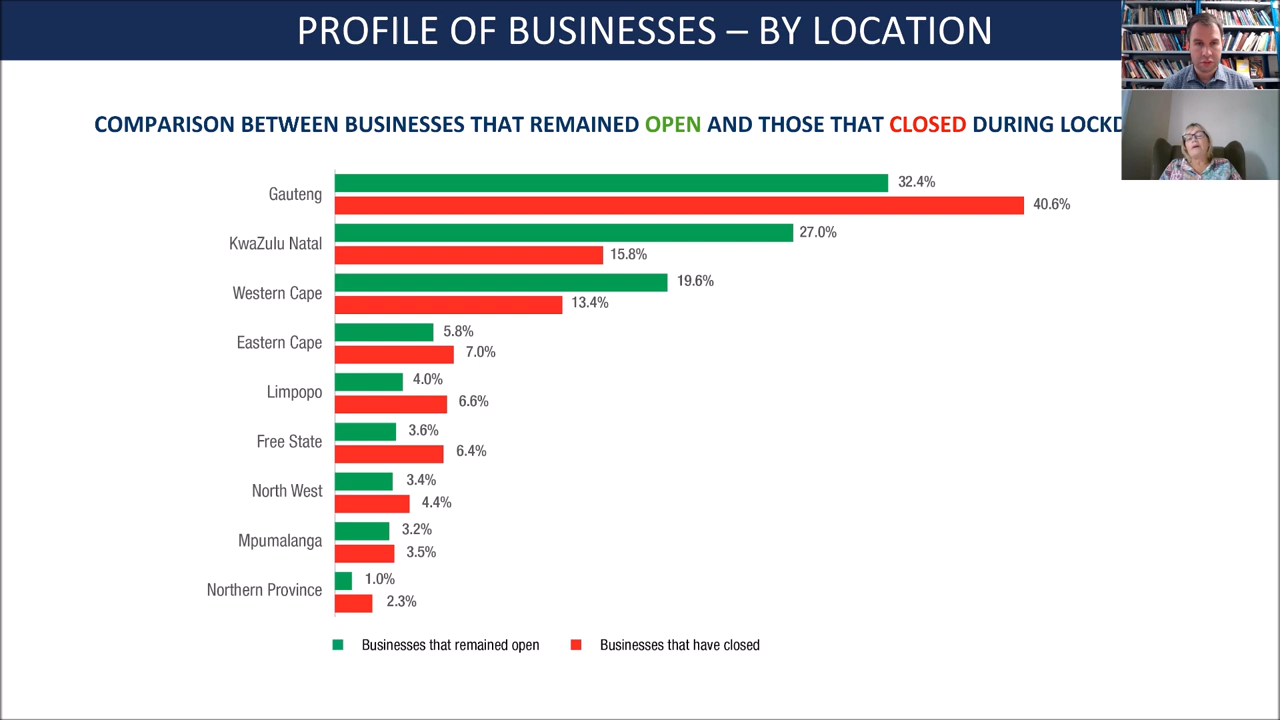 PROFILE OF BUSINESSES – BY LOCATION
COMPARISON BETWEEN BUSINESSES THAT REMAINED OPEN AND THOSE THAT CLOSED DURING LOCKD
Gauteng
32.4%
40.6%
KwaZulu Natal
27.0%
15.8%
Western Cape
19.6%
13.4%
Eastern Cape
5.8%
7.0%
Limpopo
4.0%
6.6%
Free State
3.6%
6.4%
North West
3.4%
4.4%
Mpumalanga
3.2%
3.5%
Northern Province
1.0%
2.3%
Businesses that remained open
Businesses that have closed